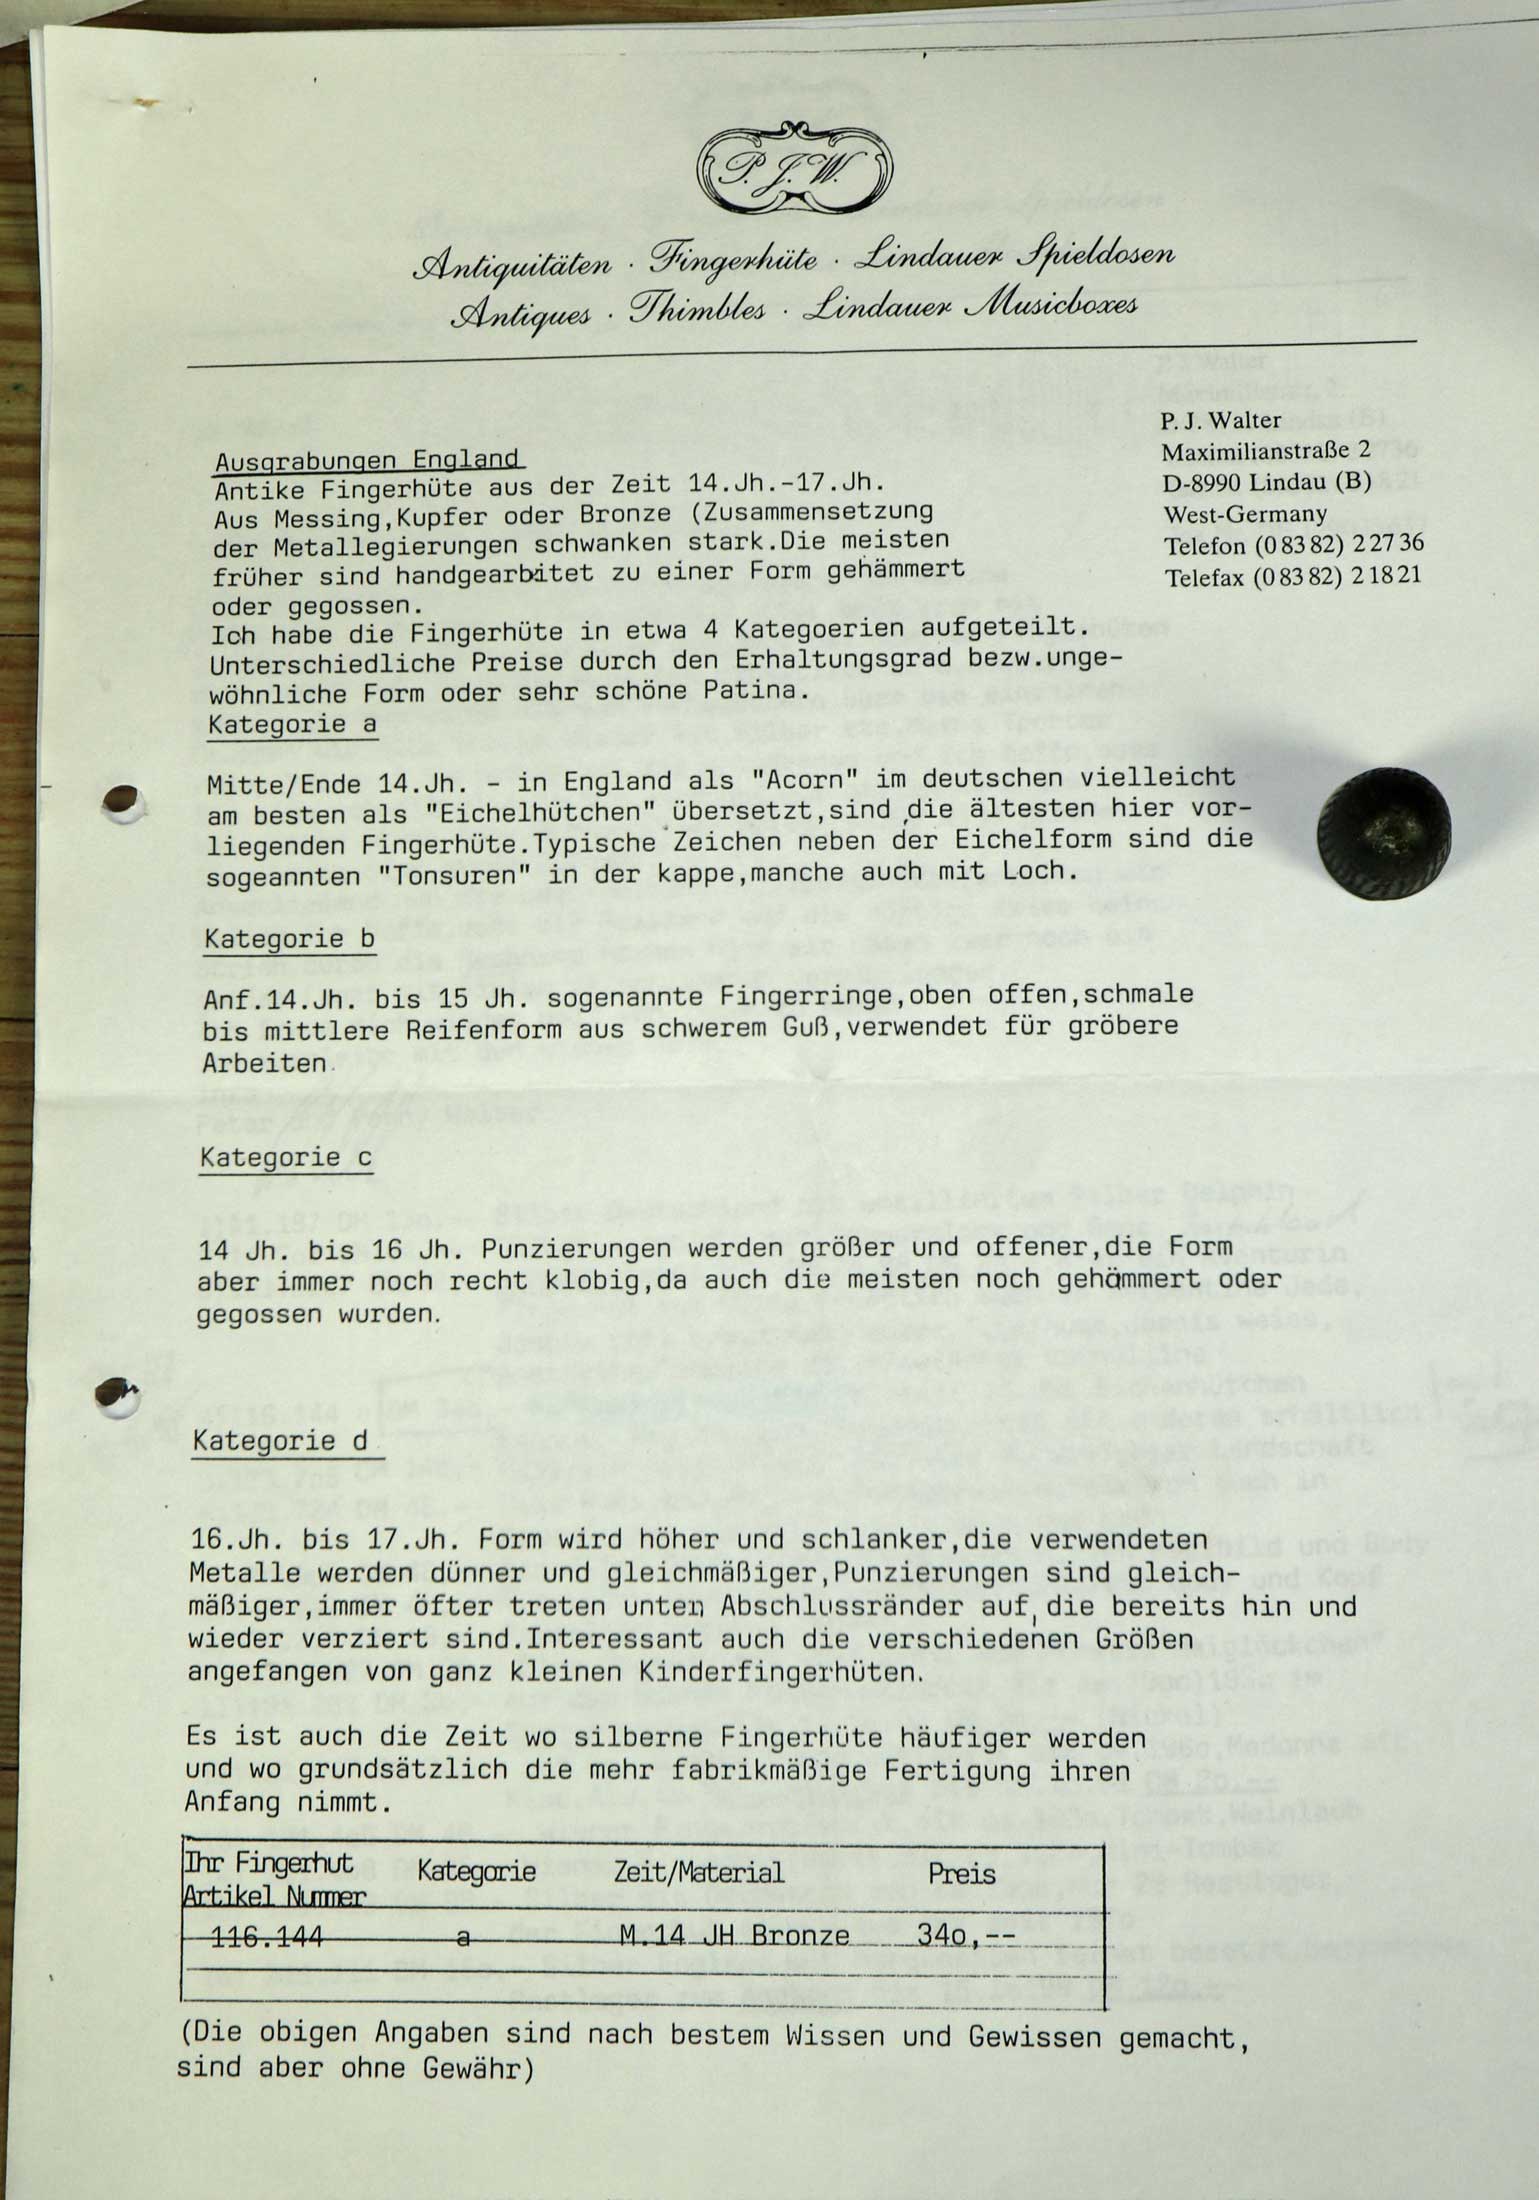 P. J. W.
Antiquitäten · Fingerhüte · Lindauer Spieldosen
Antiques · Thimbles · Lindauer Musicboxes
P. J. Walter
Maximilianstraße 2
D-8990 Lindau (B)
West-Germany
Telefon (0 83 82) 2 27 36
Telefax (0 83 82) 2 18 21
Ausgrabungen England
Antike Fingerhüte aus der Zeit 14.Jh.-17.Jh.
Aus Messing,Kupfer oder Bronze (Zusammensetzung
der Metallegierungen schwanken stark.Die meisten
früher sind handgearbitet zu einer Form gehämmert
oder gegossen.
Ich habe die Fingerhüte in etwa 4 Kategoerien aufgeteilt.
Unterschiedliche Preise durch den Erhaltungsgrad bezw.unge-
wöhnliche Form oder sehr schöne Patina.
Kategorie a
Mitte/Ende 14.Jh. - in England als "Acorn" im deutschen vielleicht
am besten als "Eichelhütchen" übersetzt,sind die ältesten hier vor-
liegenden Fingerhüte.Typische Zeichen neben der Eichelform sind die
sogeannten "Tonsuren" in der kappe,manche auch mit Loch.
Kategorie b
Anf.14.Jh. bis 15 Jh. sogenannte Fingerringe,oben offen,schmale
bis mittlere Reifenform aus schwerem Guß,verwendet für gröbere
Arbeiten.
Kategorie c
14 Jh. bis 16 Jh. Punzierungen werden größer und offener,die Form
aber immer noch recht klobig,da auch die meisten noch gehämmert oder
gegossen wurden.
Kategorie d
16.Jh. bis 17.Jh. Form wird höher und schlanker,die verwendeten
Metalle werden dünner und gleichmäßiger,Punzierungen sind gleich-
mäßiger,immer öfter treten unten Abschlussränder auf,die bereits hin und
wieder verziert sind.Interessant auch die verschiedenen Größen
angefangen von ganz kleinen Kinderfingerhüten.
Es ist auch die Zeit wo silberne Fingerhüte häufiger werden
und wo grundsätzlich die mehr fabrikmäßige Fertigung ihren
Anfang nimmt.
Ihr Fingerhut Kategorie Zeit/Material Preis
Artikel Nummer
116.144 a M.14 JH Bronze 34o,--
(Die obigen Angaben sind nach bestem Wissen und Gewissen gemacht,
sind aber ohne Gewähr)